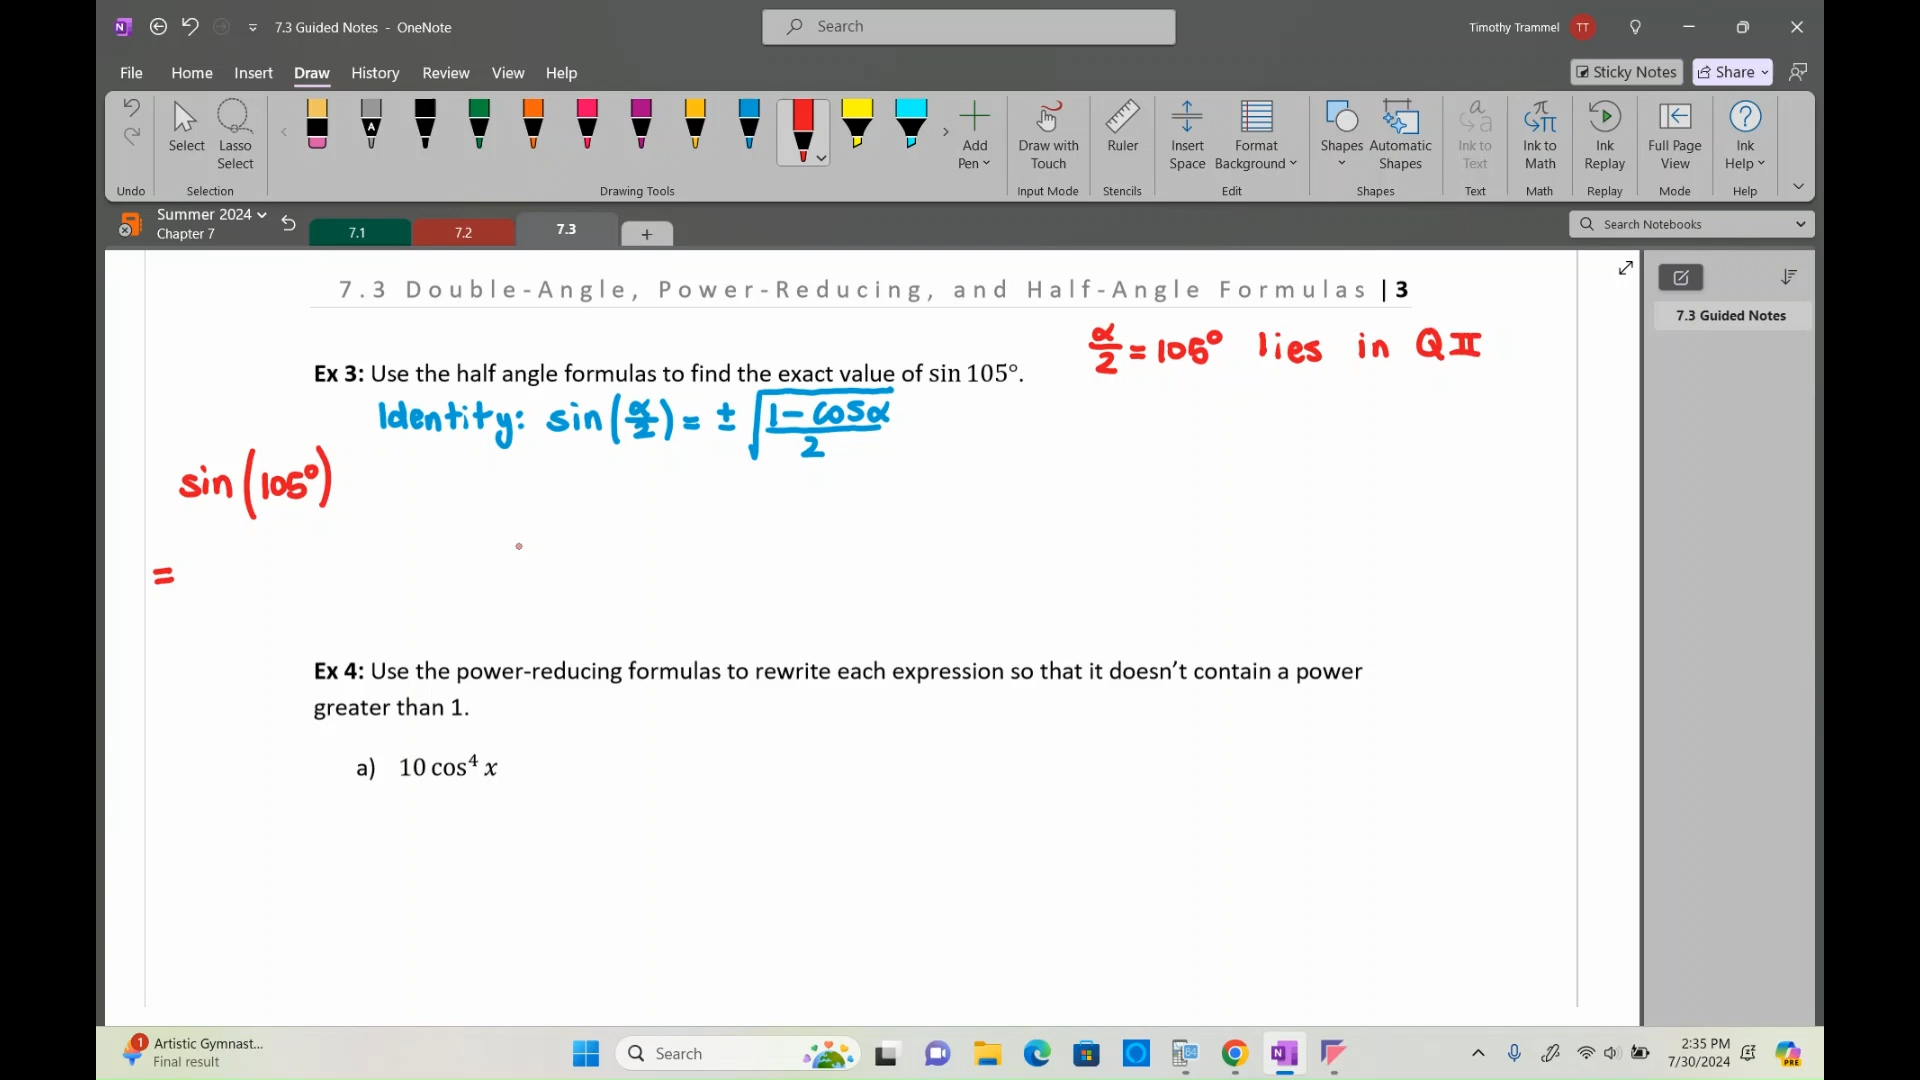 7.3 Guided Notes - OneNote
Search
Timothy Trammel TT
File Home Insert Draw History Review View Help
Sticky Notes Share
Select Lasso Select Add Pen Draw with Touch Ruler Insert Space Format Background Shapes Automatic Shapes Ink to Text Ink to Math Ink Replay Full Page View Ink Help
Undo Selection Drawing Tools Input Mode Stencils Edit Shapes Text Math Replay Mode Help
Summer 2024
Chapter 7
7.1 7.2 7.3 +
Search Notebooks
7.3 Double-Angle, Power-Reducing, and Half-Angle Formulas | 3
7.3 Guided Notes
α/2 = 105° lies in Q II
Ex 3: Use the half angle formulas to find the exact value of sin 105°.
Identity: sin(α/2) = ± √((1 - cosα)/2)
sin(105°)
=
Ex 4: Use the power-reducing formulas to rewrite each expression so that it doesn’t contain a power
greater than 1.
a) 10 cos⁴ x
1 Artistic Gymnast...
Final result
Search
2:35 PM
7/30/2024
PRE